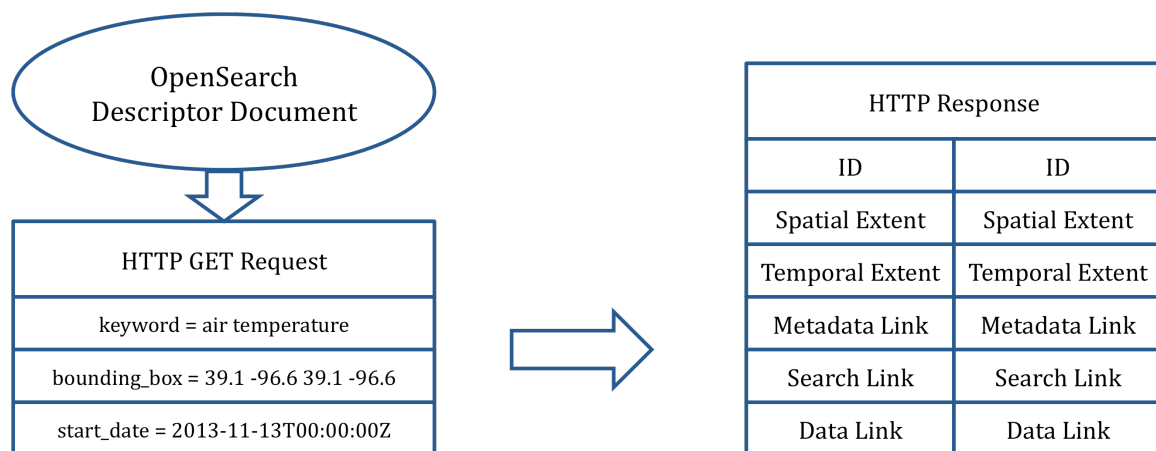 OpenSearch
Descriptor Document
HTTP GET Request
keyword = air temperature
bounding_box = 39.1 -96.6 39.1 -96.6
start_date = 2013-11-13T00:00:00Z
HTTP Response
ID ID
Spatial Extent Spatial Extent
Temporal Extent Temporal Extent
Metadata Link Metadata Link
Search Link Search Link
Data Link Data Link